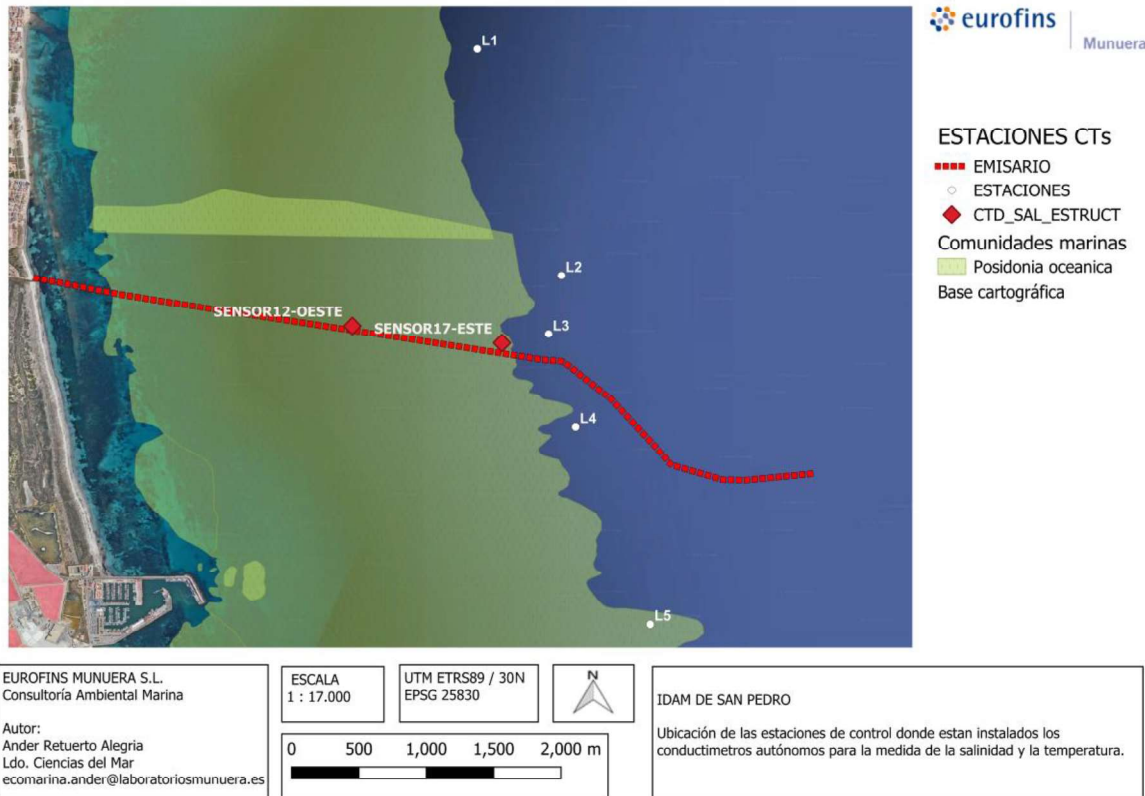 eurofins
Munuera
L1
L2
L3
SENSOR12-OESTE
SENSOR17-ESTE
L4
L5
ESTACIONES CTs
EMISARIO
ESTACIONES
CTD_SAL_ESTRUCT
Comunidades marinas
Posidonia oceanica
Base cartográfica
EUROFINS MUNUERA S.L.
Consultoría Ambiental Marina
Autor:
Ander Retuerto Alegria
Ldo. Ciencias del Mar
ecomarina.ander@laboratoriosmunuera.es
ESCALA
1 : 17.000
UTM ETRS89 / 30N
EPSG 25830
N
0 500 1,000 1,500 2,000 m
IDAM DE SAN PEDRO
Ubicación de las estaciones de control donde estan instalados los
conductimetros autónomos para la medida de la salinidad y la temperatura.